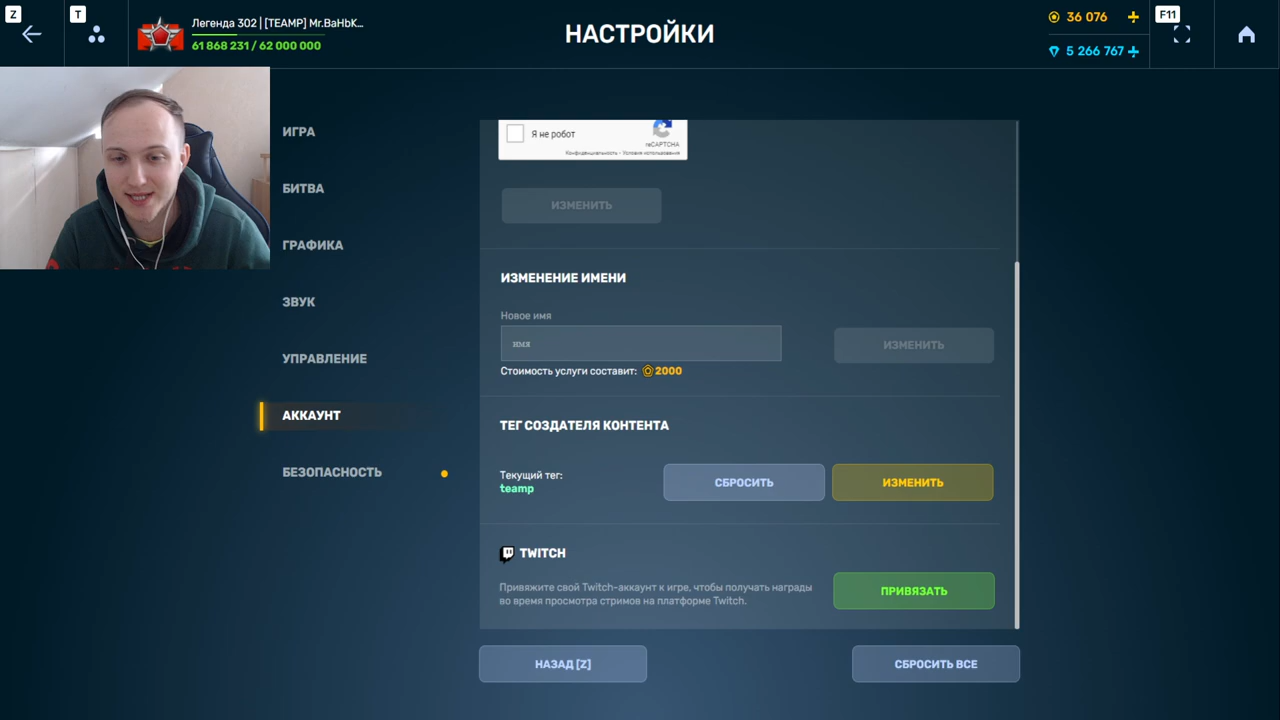 Z
T
Легенда 302 | [TEAMP] Mr.BaHbK...
61 868 231 / 62 000 000
НАСТРОЙКИ
36 076
5 266 767
F11
ИГРА
БИТВА
ГРАФИКА
ЗВУК
УПРАВЛЕНИЕ
АККАУНТ
БЕЗОПАСНОСТЬ
Я не робот
reCAPTCHA
Конфиденциальность - Условия использования
ИЗМЕНИТЬ
ИЗМЕНЕНИЕ ИМЕНИ
Новое имя
имя
ИЗМЕНИТЬ
Стоимость услуги составит: 2000
ТЕГ СОЗДАТЕЛЯ КОНТЕНТА
Текущий тег:
teamp
СБРОСИТЬ
ИЗМЕНИТЬ
TWITCH
Привяжите свой Twitch-аккаунт к игре, чтобы получать награды
во время просмотра стримов на платформе Twitch.
ПРИВЯЗАТЬ
НАЗАД [Z]
СБРОСИТЬ ВСЕ